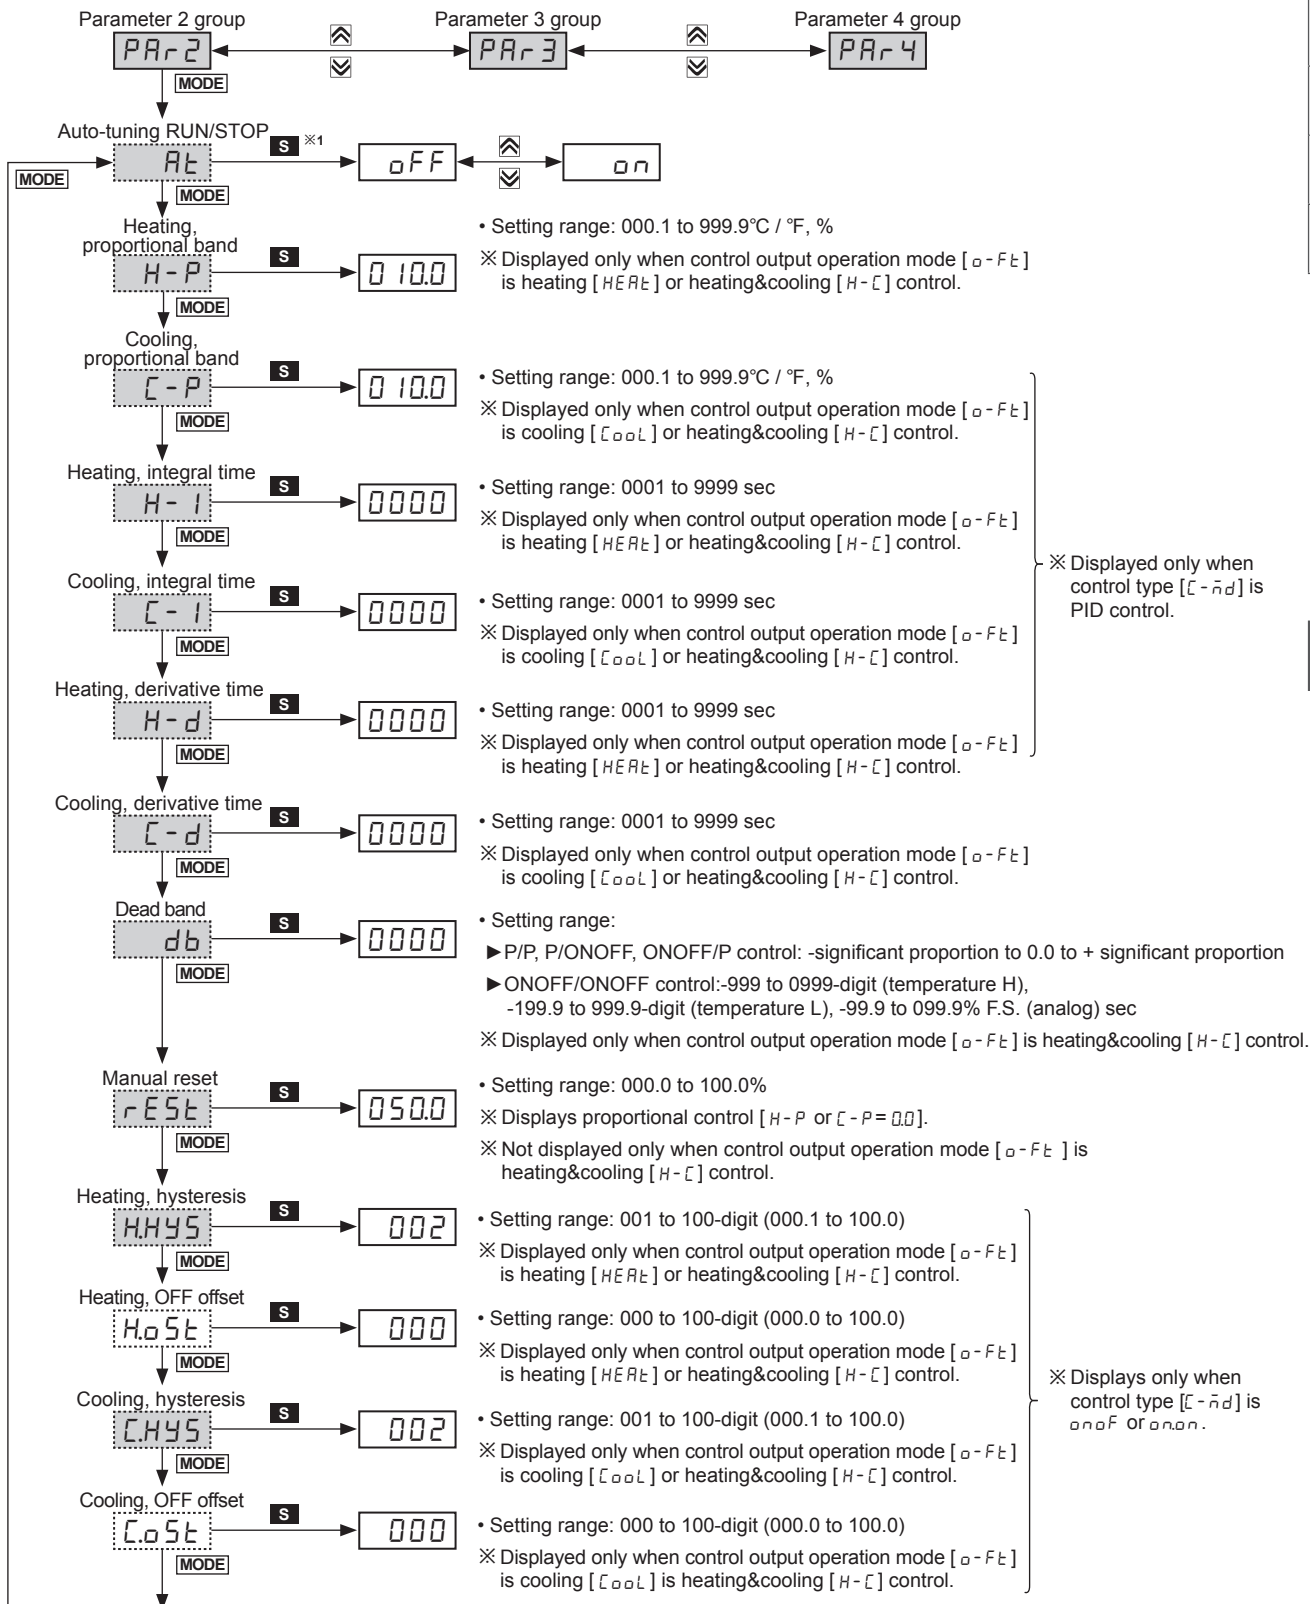 Parameter 2 group
Parameter 3 group
Parameter 4 group
PAr2
PAr3
PAr4
MODE
Auto-tuning RUN/STOP
At
S ※1
oFF
on
MODE
MODE
Heating,
proportional band
H-P
S
010.0
• Setting range: 000.1 to 999.9°C / °F, %
※ Displayed only when control output operation mode [ o-Ft ]
is heating [ HEAt ] or heating&cooling [ H-C ] control.
MODE
Cooling,
proportional band
C-P
S
010.0
• Setting range: 000.1 to 999.9°C / °F, %
※ Displayed only when control output operation mode [ o-Ft ]
is cooling [ CooL ] or heating&cooling [ H-C ] control.
MODE
Heating, integral time
H-I
S
0000
• Setting range: 0001 to 9999 sec
※ Displayed only when control output operation mode [ o-Ft ]
is heating [ HEAt ] or heating&cooling [ H-C ] control.
MODE
※ Displayed only when
control type [C-md] is
PID control.
Cooling, integral time
C-I
S
0000
• Setting range: 0001 to 9999 sec
※ Displayed only when control output operation mode [ o-Ft ]
is cooling [ CooL ] or heating&cooling [ H-C ] control.
MODE
Heating, derivative time
H-d
S
0000
• Setting range: 0001 to 9999 sec
※ Displayed only when control output operation mode [ o-Ft ]
is heating [ HEAt ] or heating&cooling [ H-C ] control.
MODE
Cooling, derivative time
C-d
S
0000
• Setting range: 0001 to 9999 sec
※ Displayed only when control output operation mode [ o-Ft ]
is cooling [ CooL ] or heating&cooling [ H-C ] control.
MODE
Dead band
db
S
0000
• Setting range:
►P/P, P/ONOFF, ONOFF/P control: -significant proportion to 0.0 to + significant proportion
►ONOFF/ONOFF control:-999 to 0999-digit (temperature H),
-199.9 to 999.9-digit (temperature L), -99.9 to 099.9% F.S. (analog) sec
※ Displayed only when control output operation mode [ o-Ft ] is heating&cooling [ H-C ] control.
MODE
Manual reset
rESt
S
050.0
• Setting range: 000.0 to 100.0%
※ Displays proportional control [ H-P or C-P = 0.0 ].
※ Not displayed only when control output operation mode [ o-Ft ] is
heating&cooling [ H-C ] control.
MODE
Heating, hysteresis
H.HYS
S
002
• Setting range: 001 to 100-digit (000.1 to 100.0)
※ Displayed only when control output operation mode [ o-Ft ]
is heating [ HEAt ] or heating&cooling [ H-C ] control.
MODE
Heating, OFF offset
H.oSt
S
000
• Setting range: 000 to 100-digit (000.0 to 100.0)
※ Displayed only when control output operation mode [ o-Ft ]
is heating [ HEAt ] or heating&cooling [ H-C ] control.
MODE
※ Displays only when
control type [C-md] is
onoF or on.on.
Cooling, hysteresis
C.HYS
S
002
• Setting range: 001 to 100-digit (000.1 to 100.0)
※ Displayed only when control output operation mode [ o-Ft ]
is cooling [ CooL ] or heating&cooling [ H-C ] control.
MODE
Cooling, OFF offset
C.oSt
S
000
• Setting range: 000 to 100-digit (000.0 to 100.0)
※ Displayed only when control output operation mode [ o-Ft ]
is cooling [ CooL ] is heating&cooling [ H-C ] control.
MODE